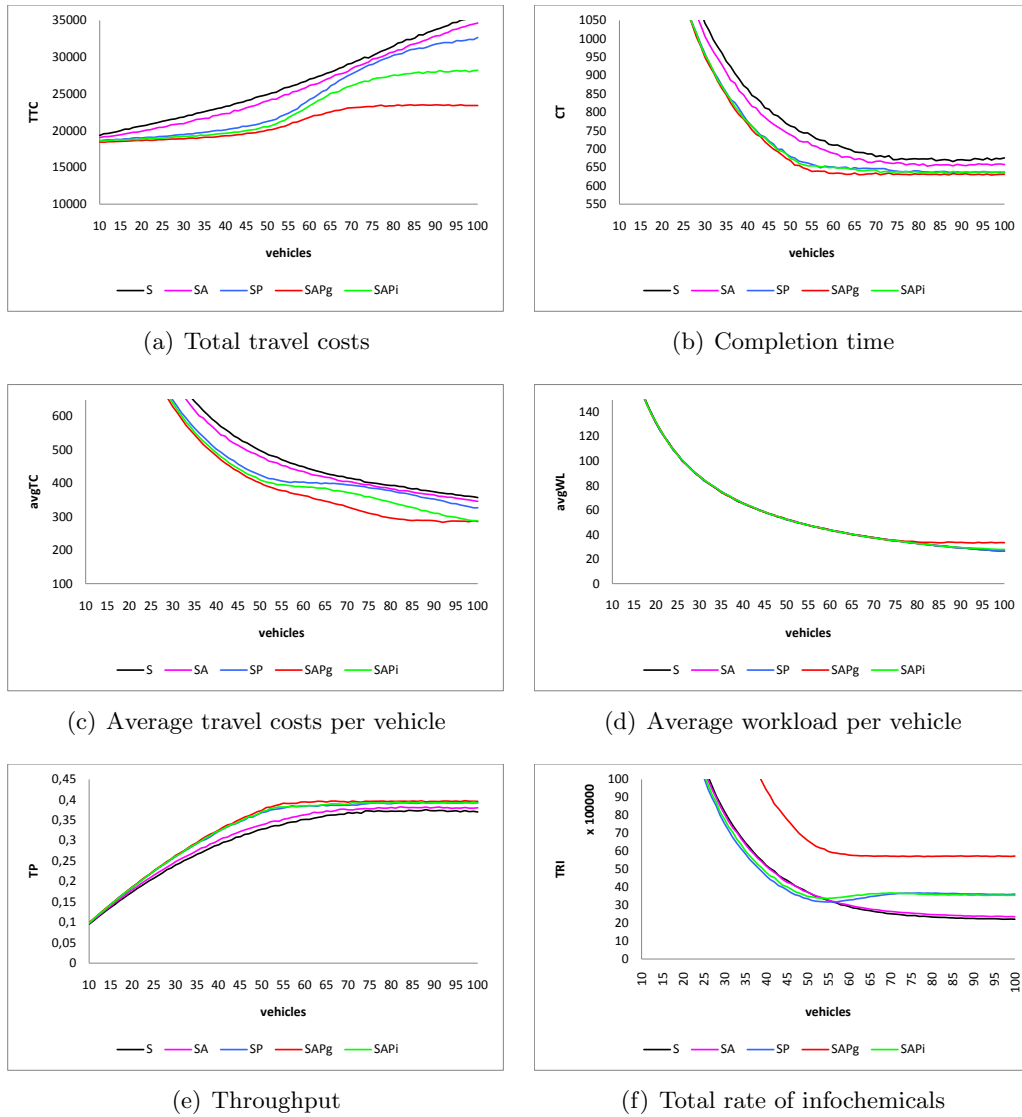 35000
30000
25000
20000
15000
10000
TTC
10 15 20 25 30 35 40 45 50 55 60 65 70 75 80 85 90 95 100
vehicles
S SA SP SAPg SAPi
(a) Total travel costs
1050
1000
950
900
850
800
750
700
650
600
550
CT
10 15 20 25 30 35 40 45 50 55 60 65 70 75 80 85 90 95 100
vehicles
S SA SP SAPg SAPi
(b) Completion time
600
500
400
300
200
100
avgTC
10 15 20 25 30 35 40 45 50 55 60 65 70 75 80 85 90 95 100
vehicles
S SA SP SAPg SAPi
(c) Average travel costs per vehicle
140
120
100
80
60
40
20
0
avgWL
10 15 20 25 30 35 40 45 50 55 60 65 70 75 80 85 90 95 100
vehicles
S SA SP SAPg SAPi
(d) Average workload per vehicle
0,45
0,4
0,35
0,3
0,25
0,2
0,15
0,1
0,05
0
TP
10 15 20 25 30 35 40 45 50 55 60 65 70 75 80 85 90 95 100
vehicles
S SA SP SAPg SAPi
(e) Throughput
x 100000
100
90
80
70
60
50
40
30
20
10
0
TRI
10 15 20 25 30 35 40 45 50 55 60 65 70 75 80 85 90 95 100
vehicles
S SA SP SAPg SAPi
(f) Total rate of infochemicals